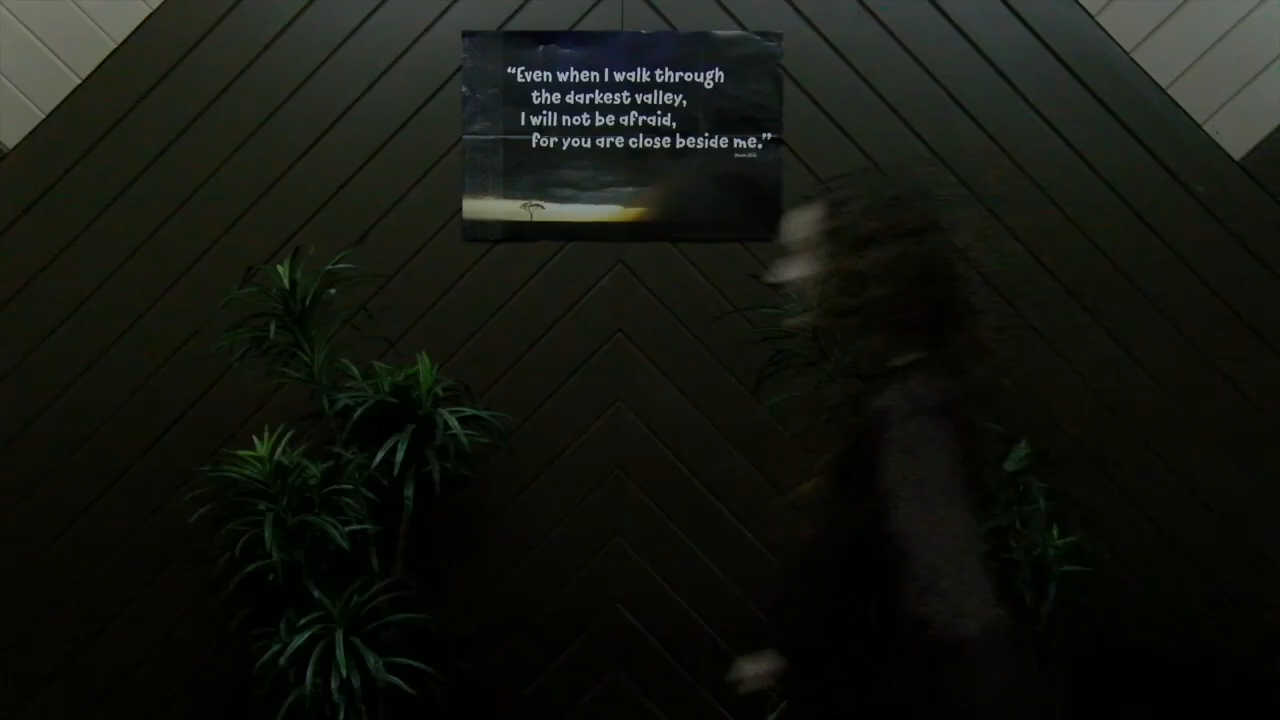 “Even when I walk through
the darkest valley,
I will not be afraid,
for you are close beside me.”